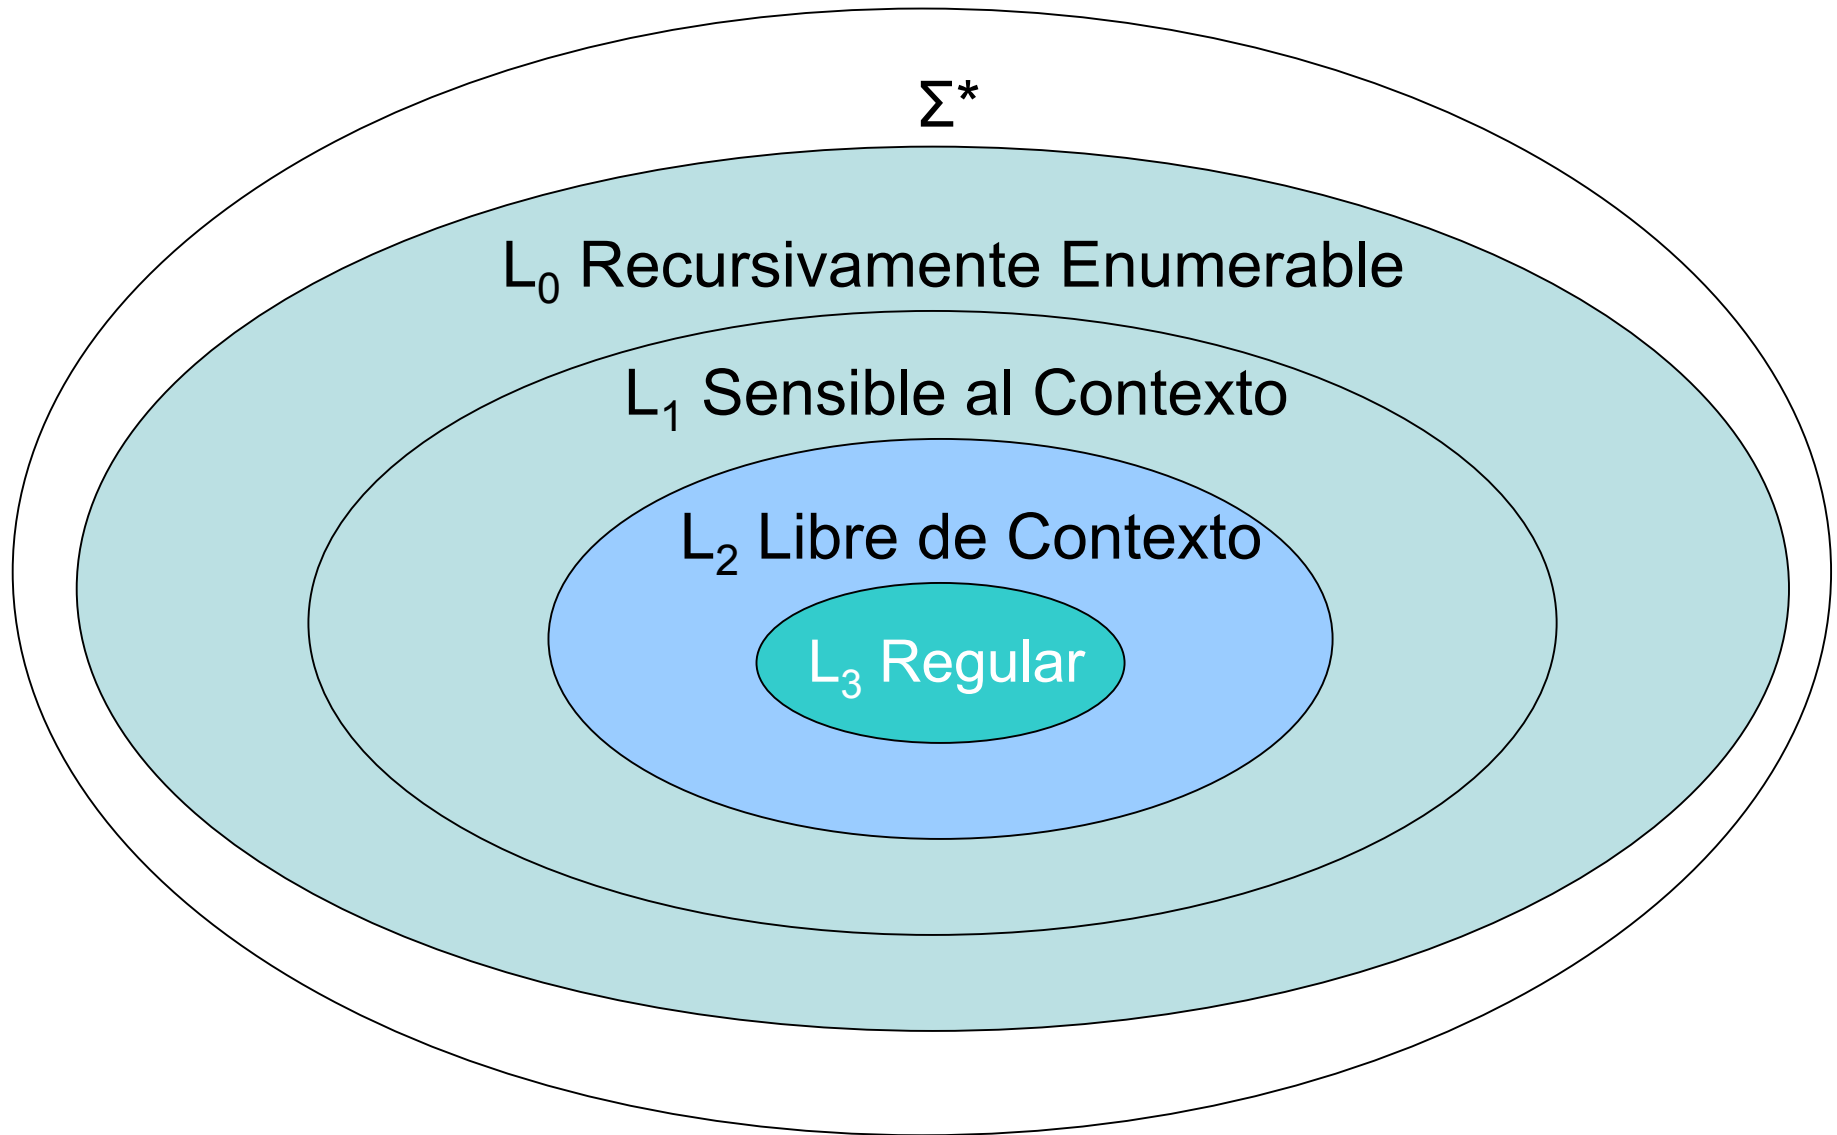 Σ*
L₀ Recursivamente Enumerable
L₁ Sensible al Contexto
L₂ Libre de Contexto
L₃ Regular